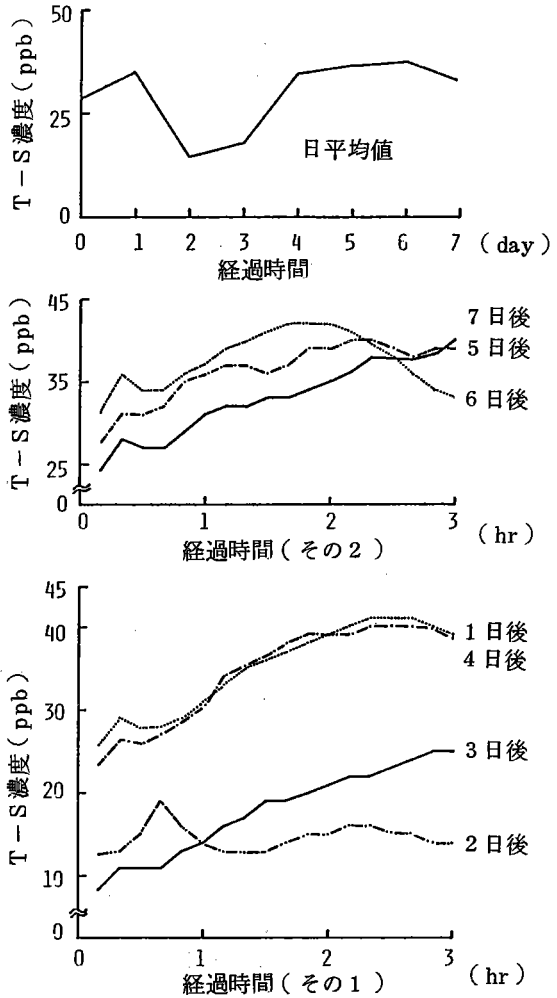 50
25
0
T－S濃度(ppb)
日平均値
0 1 2 3 4 5 6 7 (day)
経過時間
45
35
25
0
T－S濃度(ppb)
7日後
5日後
6日後
0 1 2 3 (hr)
経過時間(その2)
45
40
30
20
10
0
T－S濃度(ppb)
1日後
4日後
3日後
2日後
0 1 2 3 (hr)
経過時間(その1)